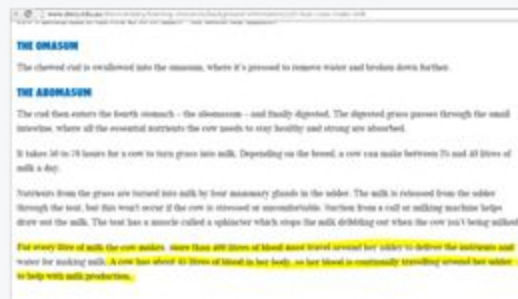 THE OMASUM
The chewed cud is swallowed into the omasum, where it's pressed to remove water and broken down further.
THE ABOMASUM
The cud then enters the fourth stomach – the abomasum – and finally digested. The digested grass passes through the small
intestine, where all the essential nutrients the cow needs to stay healthy and strong are absorbed.
It takes 50 to 70 hours for a cow to turn grass into milk. Depending on the breed, a cow can make between 25 and 40 litres of
milk a day.
Nutrients from the grass are turned into milk by four mammary glands in the udder. The milk is released from the udder
through the teat, but this won't occur if the cow is stressed or uncomfortable. Suction from a calf or milking machine helps
draw out the milk. The teat has a muscle called a sphincter which stops the milk dribbling out when the cow isn't being milked
For every litre of milk the cow makes more than 400 litres of blood must travel around her udder to deliver the nutrients and
water for making milk. A cow has about 45 litres of blood in her body, so her blood is continually travelling around her udder
to help with milk production.